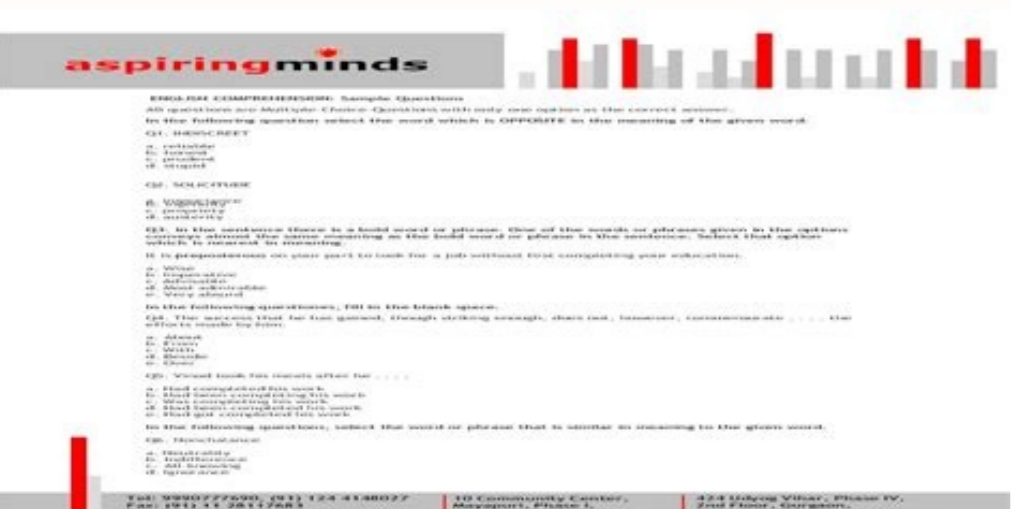 aspiringminds
ENGLISH COMPREHENSION: Sample Questions
All questions are Multiple Choice Questions with only one option as the correct answer.
In the following question select the word which is OPPOSITE in the meaning of the given word.
Q1. INDISCREET
a. reliable
b. honest
c. prudent
d. stupid
Q2. SOLICITUDE
a.
b. ingenuity
c. propriety
d. austerity
Q3. In the sentence there is a bold word or phrase. One of the words or phrases given in the options
conveys almost the same meaning as the bold word or phrase in the sentence. Select that option
which is nearest in meaning.
It is preposterous on your part to look for a job without first completing your education.
a. Wise
b. Imperative
c. Advisable
d. Most admirable
e. Very absurd
In the following questions, fill in the blank space.
Q4. The success that he has gained, though striking enough, does not, however, commensurate . . . . the
efforts made by him.
a. About
b. From
c. With
d. Beside
e. Over
Q5. took his meals after he . . . .
a. Had completed his work
b. Had been completing his work
c. Was completing his work
d. Had been completed his work
e. Had got completed his work
In the following questions, select the word or phrase that is similar in meaning to the given word.
Q6. Nonchalance
a. Neutrality
b. Indifference
c. All knowing
d. Ignorance
Tel: 9990777690, (91) 124 4148027
Fax: (91) 11 28117683
10 Community Center,
Mayapuri, Phase I,
424 Udyog Vihar, Phase IV,
2nd Floor, Gurgaon,